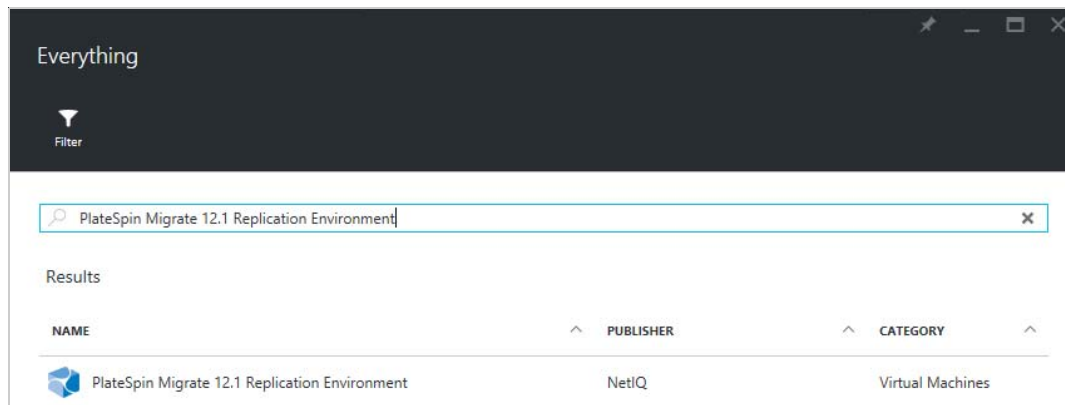 Everything
Filter
PlateSpin Migrate 12.1 Replication Environment
Results
NAME PUBLISHER CATEGORY
PlateSpin Migrate 12.1 Replication Environment NetIQ Virtual Machines